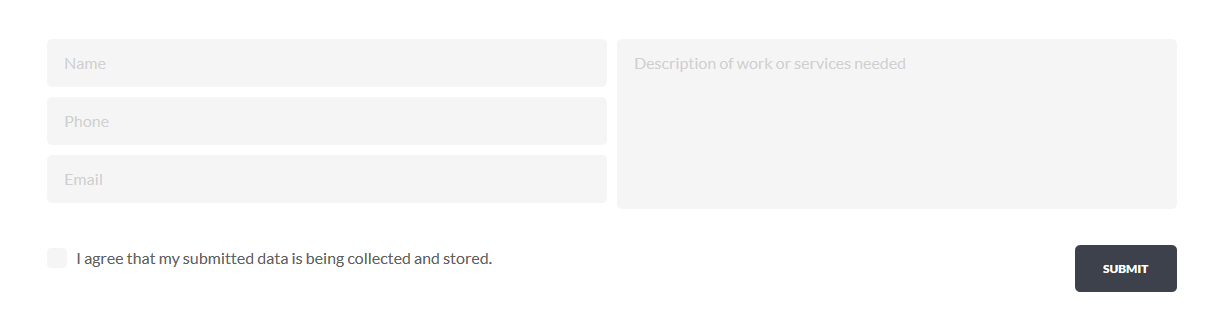 Name
Phone
Email
Description of work or services needed
I agree that my submitted data is being collected and stored.
SUBMIT